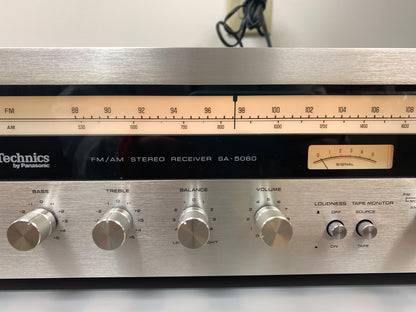 FM 88 90 92 94 96 98 100 102 104 106 108
AM 530 600 700 800 1000 1200 1400 1600
Technics
by Panasonic
FM/AM STEREO RECEIVER SA-5060
SIGNAL
BASS TREBLE BALANCE VOLUME LOUDNESS TAPE MONITOR
OFF SOURCE
ON TAPE